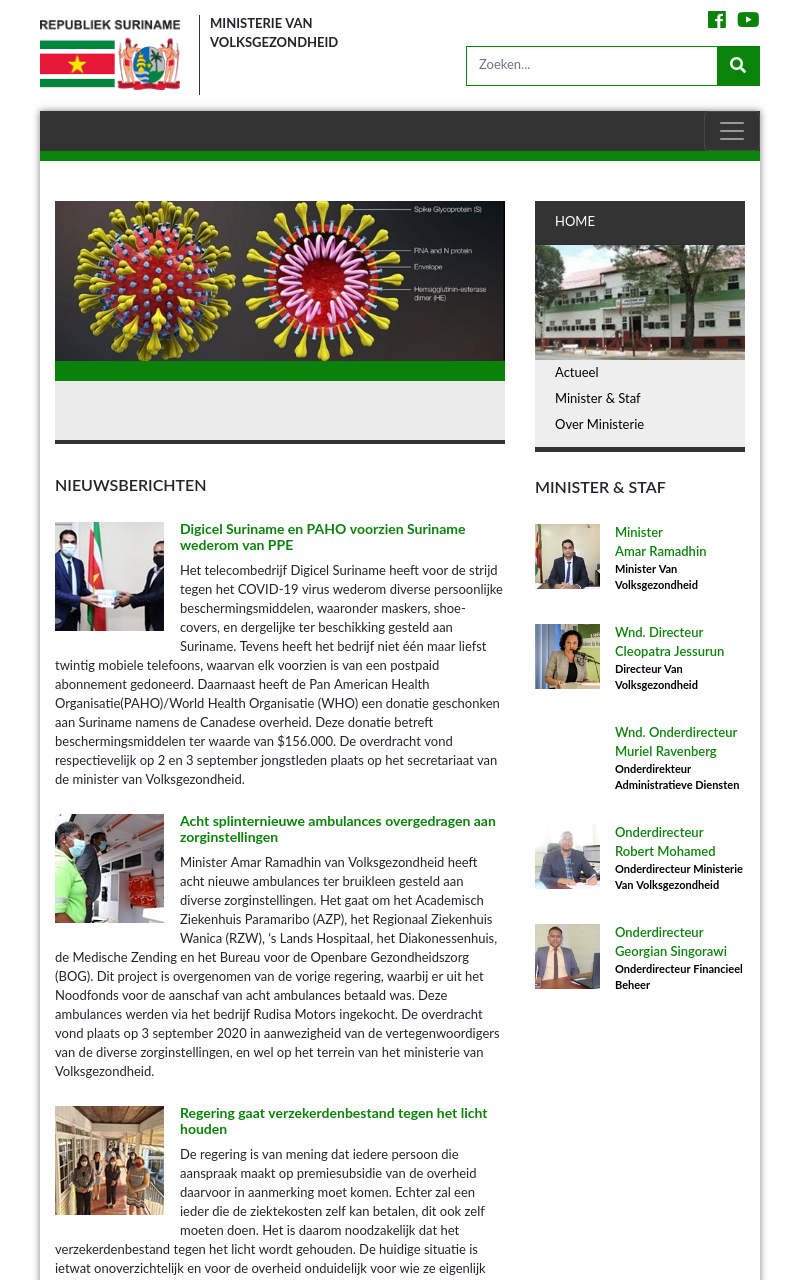 REPUBLIEK SURINAME
MINISTERIE VAN
VOLKSGEZONDHEID
Zoeken...
Spike Glycoprotein (S)
RNA and N protein
Envelope
Hemagglutinin-esterase
dimer (HE)
HOME
Actueel
Minister & Staf
Over Ministerie
NIEUWSBERICHTEN
Digicel Suriname en PAHO voorzien Suriname
wederom van PPE
Het telecombedrijf Digicel Suriname heeft voor de strijd
tegen het COVID-19 virus wederom diverse persoonlijke
beschermingsmiddelen, waaronder maskers, shoe-
covers, en dergelijke ter beschikking gesteld aan
Suriname. Tevens heeft het bedrijf niet één maar liefst
twintig mobiele telefoons, waarvan elk voorzien is van een postpaid
abonnement gedoneerd. Daarnaast heeft de Pan American Health
Organisatie(PAHO)/World Health Organisatie (WHO) een donatie geschonken
aan Suriname namens de Canadese overheid. Deze donatie betreft
beschermingsmiddelen ter waarde van $156.000. De overdracht vond
respectievelijk op 2 en 3 september jongstleden plaats op het secretariaat van
de minister van Volksgezondheid.
Acht splinternieuwe ambulances overgedragen aan
zorginstellingen
Minister Amar Ramadhin van Volksgezondheid heeft
acht nieuwe ambulances ter bruikleen gesteld aan
diverse zorginstellingen. Het gaat om het Academisch
Ziekenhuis Paramaribo (AZP), het Regionaal Ziekenhuis
Wanica (RZW), ‘s Lands Hospitaal, het Diakonessenhuis,
de Medische Zending en het Bureau voor de Openbare Gezondheidszorg
(BOG). Dit project is overgenomen van de vorige regering, waarbij er uit het
Noodfonds voor de aanschaf van acht ambulances betaald was. Deze
ambulances werden via het bedrijf Rudisa Motors ingekocht. De overdracht
vond plaats op 3 september 2020 in aanwezigheid van de vertegenwoordigers
van de diverse zorginstellingen, en wel op het terrein van het ministerie van
Volksgezondheid.
Regering gaat verzekerdenbestand tegen het licht
houden
De regering is van mening dat iedere persoon die
aanspraak maakt op premiesubsidie van de overheid
daarvoor in aanmerking moet komen. Echter zal een
ieder die de ziektekosten zelf kan betalen, dit ook zelf
moeten doen. Het is daarom noodzakelijk dat het
verzekerdenbestand tegen het licht wordt gehouden. De huidige situatie is
ietwat onoverzichtelijk en voor de overheid onduidelijk voor wie ze eigenlijk
MINISTER & STAF
Minister
Amar Ramadhin
Minister Van
Volksgezondheid
Wnd. Directeur
Cleopatra Jessurun
Directeur Van
Volksgezondheid
Wnd. Onderdirecteur
Muriel Ravenberg
Onderdirekteur
Administratieve Diensten
Onderdirecteur
Robert Mohamed
Onderdirecteur Ministerie
Van Volksgezondheid
Onderdirecteur
Georgian Singorawi
Onderdirecteur Financieel
Beheer